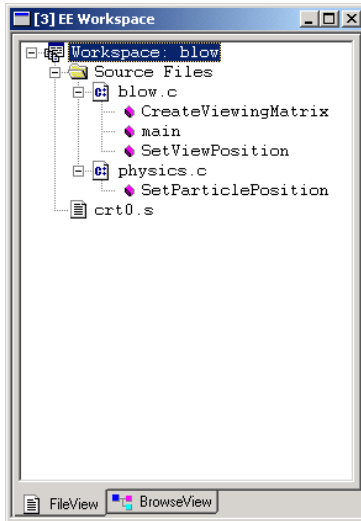 [3] EE Workspace
Workspace: blow
Source Files
blow.c
CreateViewingMatrix
main
SetViewPosition
physics.c
SetParticlePosition
crt0.s
FileView BrowseView